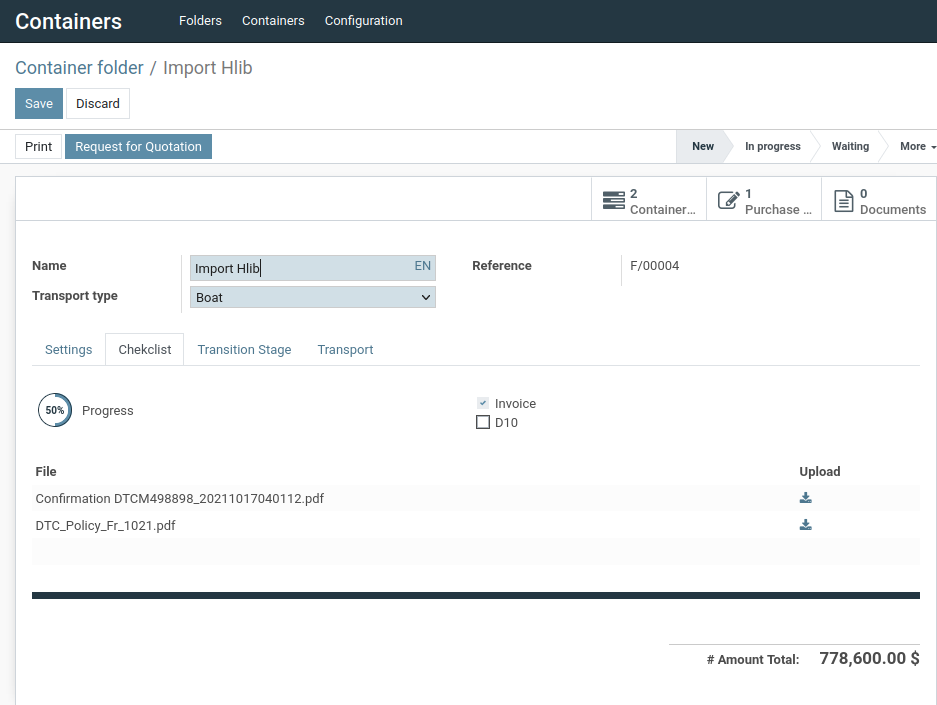 Containers Folders Containers Configuration
Container folder / Import Hlib
Save Discard
Print Request for Quotation New In progress Waiting More
2 Container... 1 Purchase ... 0 Documents
Name Import Hlib EN Reference F/00004
Transport type Boat
Settings Chekclist Transition Stage Transport
50% Progress Invoice
D10
File Upload
Confirmation DTCM498898_20211017040112.pdf
DTC_Policy_Fr_1021.pdf
# Amount Total: 778,600.00 $